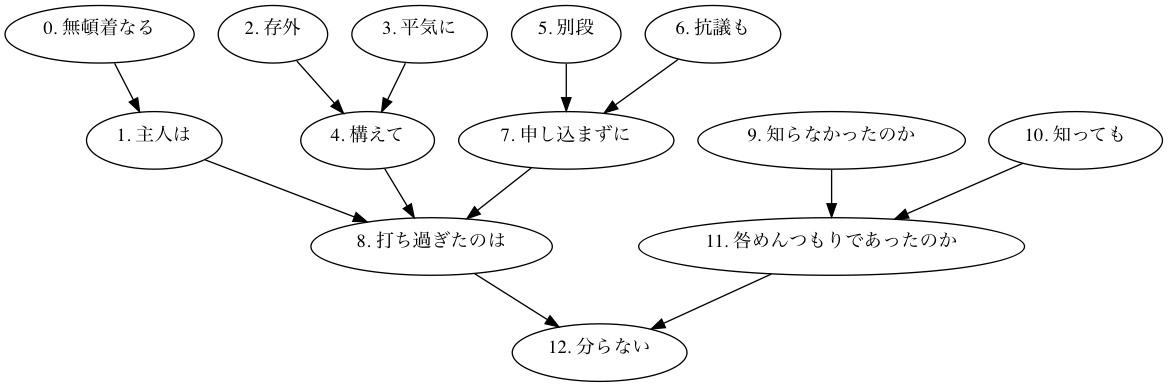 0. 無頓着なる
2. 存外
3. 平気に
5. 別段
6. 抗議も
1. 主人は
4. 構えて
7. 申し込まずに
9. 知らなかったのか
10. 知っても
8. 打ち過ぎたのは
11. 咎めんつもりであったのか
12. 分らない